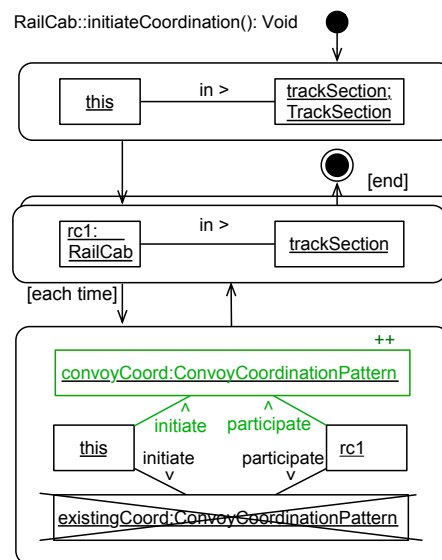 RailCab::initiateCoordination(): Void
this
in >
trackSection;
TrackSection
[end]
rc1:
RailCab
in >
trackSection
[each time]
++
convoyCoord:ConvoyCoordinationPattern
^ ^
initiate participate
this
rc1
initiate participate
v v
existingCoord:ConvoyCoordinationPattern